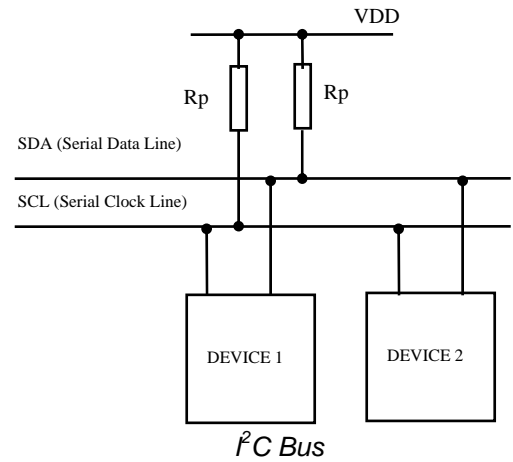 VDD
Rp
Rp
SDA (Serial Data Line)
SCL (Serial Clock Line)
DEVICE 1
DEVICE 2
I²C Bus